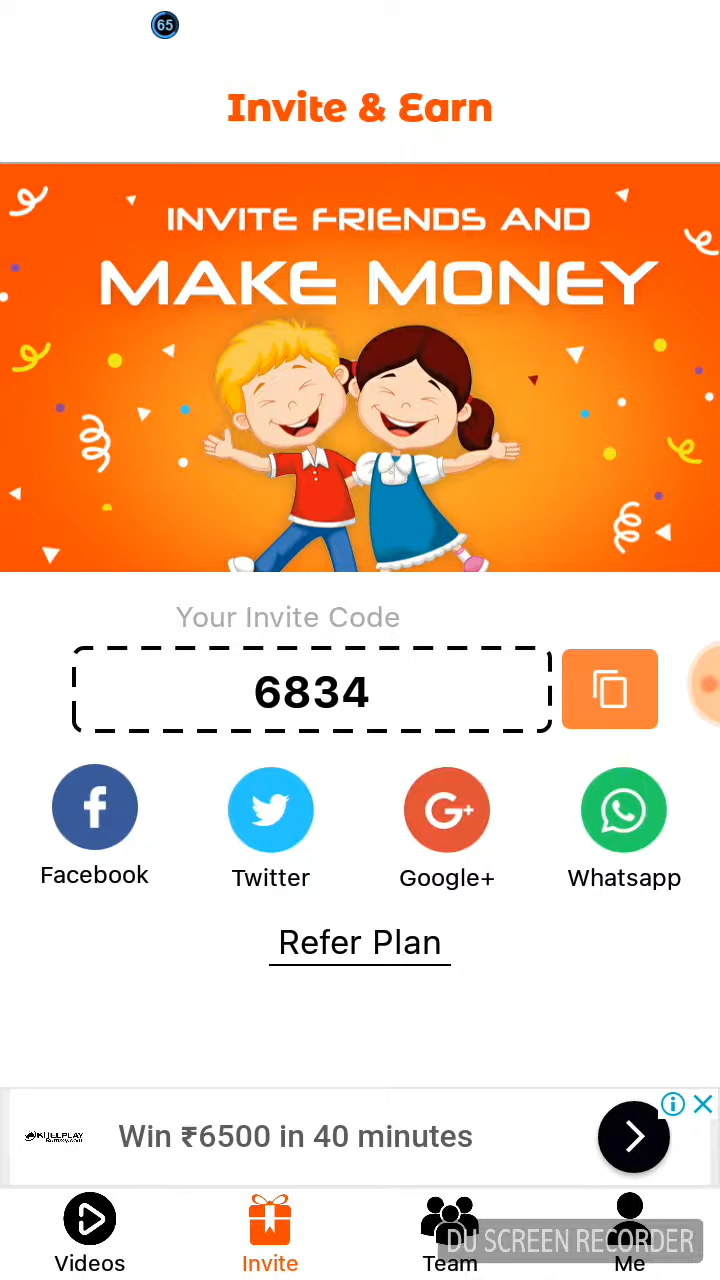 65
Invite & Earn
INVITE FRIENDS AND
MAKE MONEY
Your Invite Code
6834
f
G+
Facebook
Twitter
Google+
Whatsapp
Refer Plan
Win ₹6500 in 40 minutes
Videos
Invite
Team
Me
DU SCREEN RECORDER